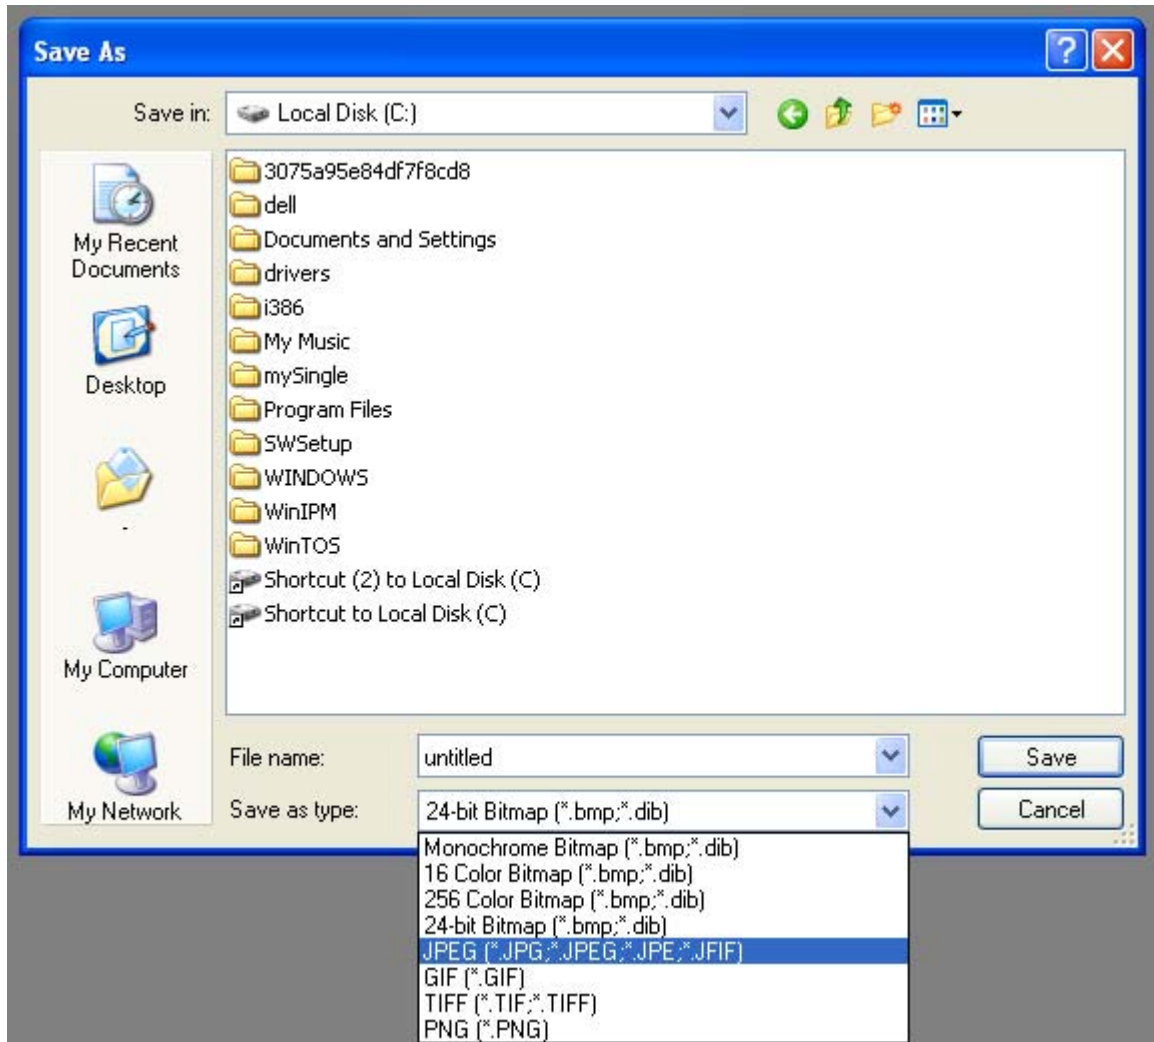 Save As
Save in: Local Disk (C:)
My Recent
Documents
Desktop
-
My Computer
My Network
3075a95e84df7f8cd8
dell
Documents and Settings
drivers
i386
My Music
mySingle
Program Files
SWSetup
WINDOWS
WinIPM
WinTOS
Shortcut (2) to Local Disk (C)
Shortcut to Local Disk (C)
File name: untitled Save
Save as type: 24-bit Bitmap (*.bmp;*.dib) Cancel
Monochrome Bitmap (*.bmp;*.dib)
16 Color Bitmap (*.bmp;*.dib)
256 Color Bitmap (*.bmp;*.dib)
24-bit Bitmap (*.bmp;*.dib)
JPEG (*.JPG;*.JPEG;*.JPE;*.JFIF)
GIF (*.GIF)
TIFF (*.TIF;*.TIFF)
PNG (*.PNG)